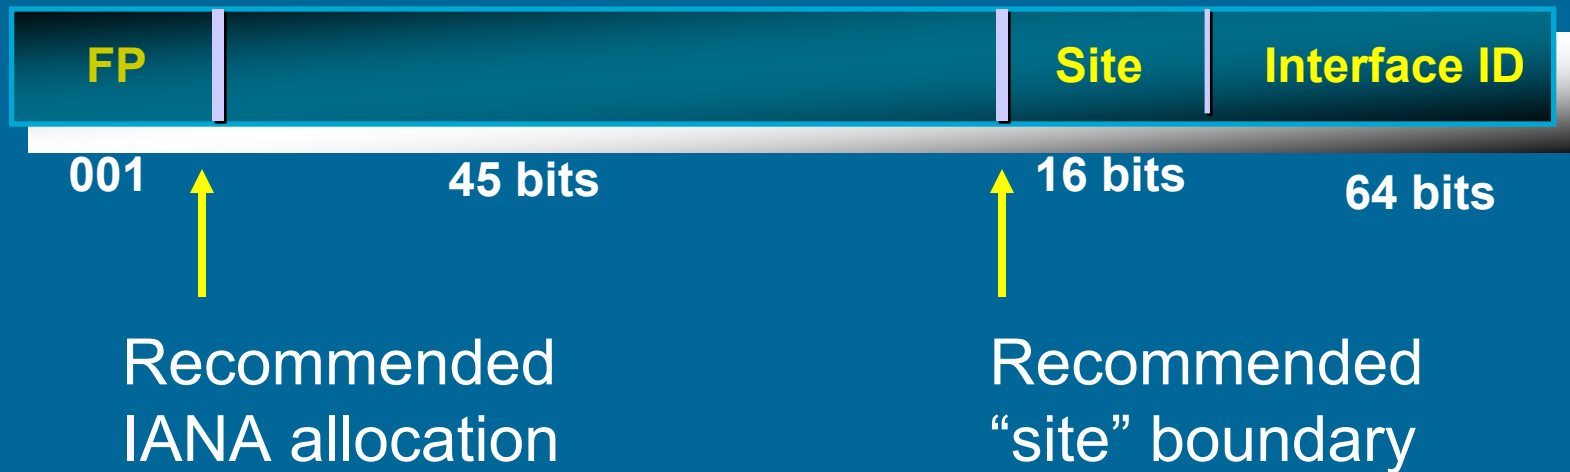 FP Site Interface ID
001 45 bits 16 bits 64 bits
Recommended
IANA allocation
Recommended
“site” boundary